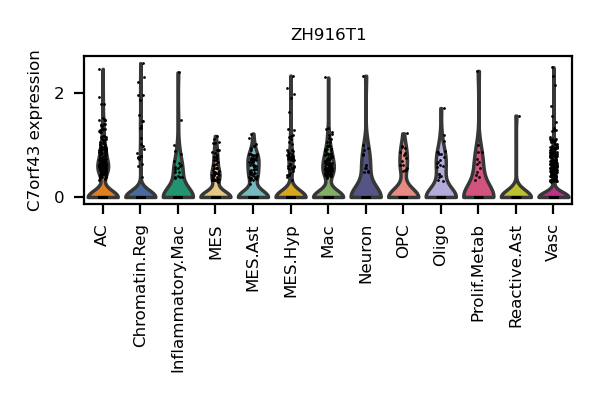 ZH916T1
C7orf43 expression
2
0
AC
Chromatin.Reg
Inflammatory.Mac
MES
MES.Ast
MES.Hyp
Mac
Neuron
OPC
Oligo
Prolif.Metab
Reactive.Ast
Vasc